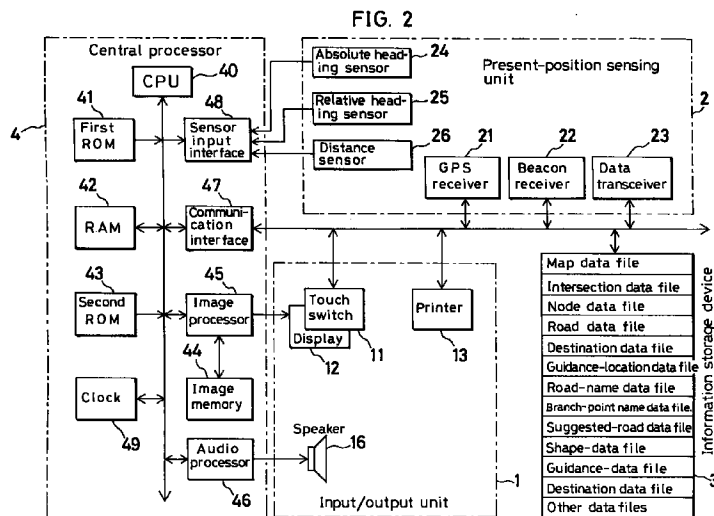 FIG. 2
Central processor
CPU
40
41
First
ROM
48
Sensor
input
interface
4
42
RAM
47
Communi-
cation
interface
43
Second
ROM
45
Image
processor
44
Image
memory
Clock
49
Audio
processor
46
Absolute head-
ing sensor
24
Relative head-
ing sensor
25
Distance
sensor
26
Present-position sensing
unit
2
21
GPS
receiver
22
Beacon
receiver
23
Data
transceiver
Touch
switch
Display
12
11
Printer
13
Speaker
16
Input/output unit
1
Map data file
Intersection data file
Node data file
Road data file
Destination data file
Guidance-location data file
Road-name data file
Branch-point name data file.
Suggested-road data file
Shape-data file
Guidance-data file
Destination data file
Other data files
Information storage device